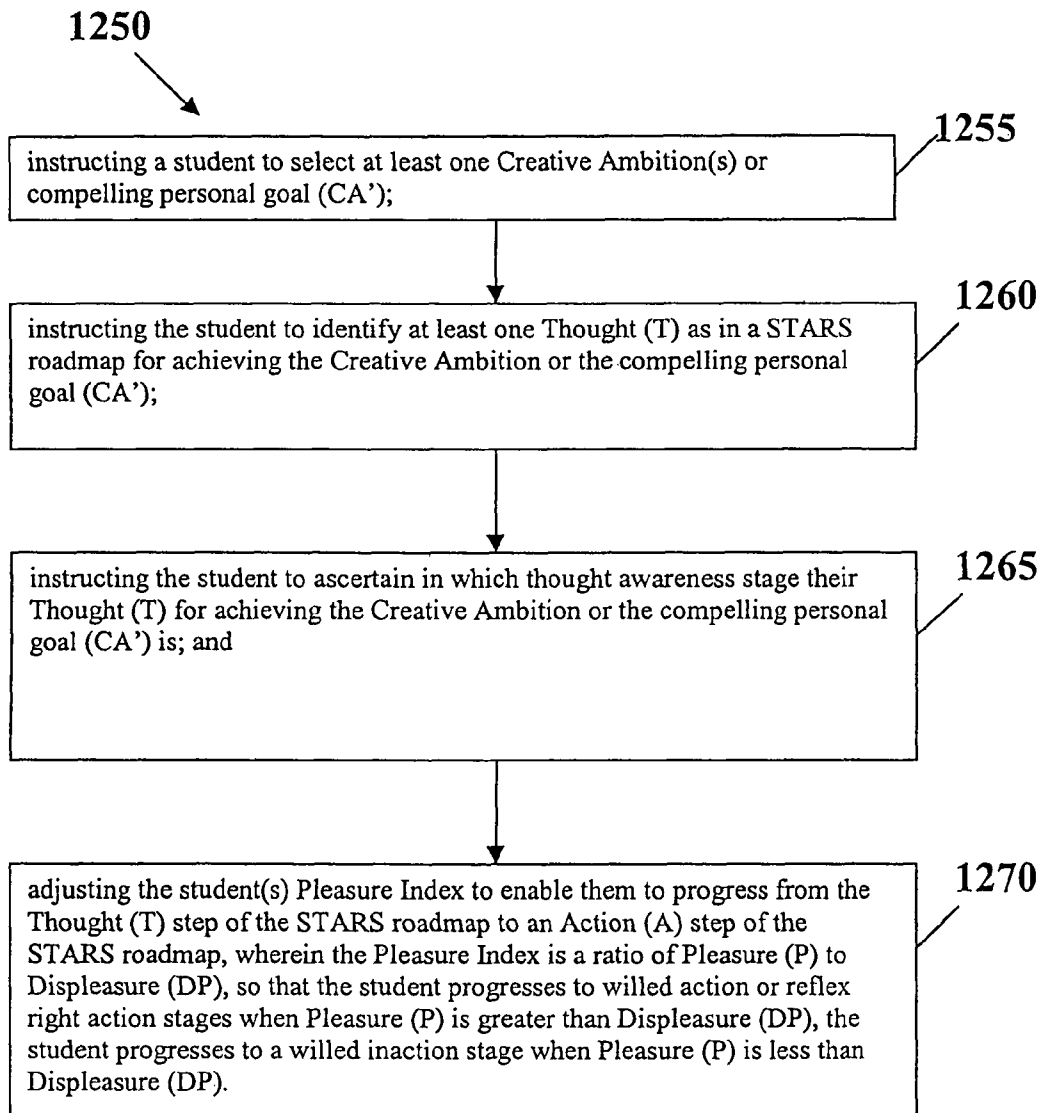 1250
1255
instructing a student to select at least one Creative Ambition(s) or
compelling personal goal (CA');
1260
instructing the student to identify at least one Thought (T) as in a STARS
roadmap for achieving the Creative Ambition or the compelling personal
goal (CA');
1265
instructing the student to ascertain in which thought awareness stage their
Thought (T) for achieving the Creative Ambition or the compelling personal
goal (CA') is; and
1270
adjusting the student(s) Pleasure Index to enable them to progress from the
Thought (T) step of the STARS roadmap to an Action (A) step of the
STARS roadmap, wherein the Pleasure Index is a ratio of Pleasure (P) to
Displeasure (DP), so that the student progresses to willed action or reflex
right action stages when Pleasure (P) is greater than Displeasure (DP), the
student progresses to a willed inaction stage when Pleasure (P) is less than
Displeasure (DP).